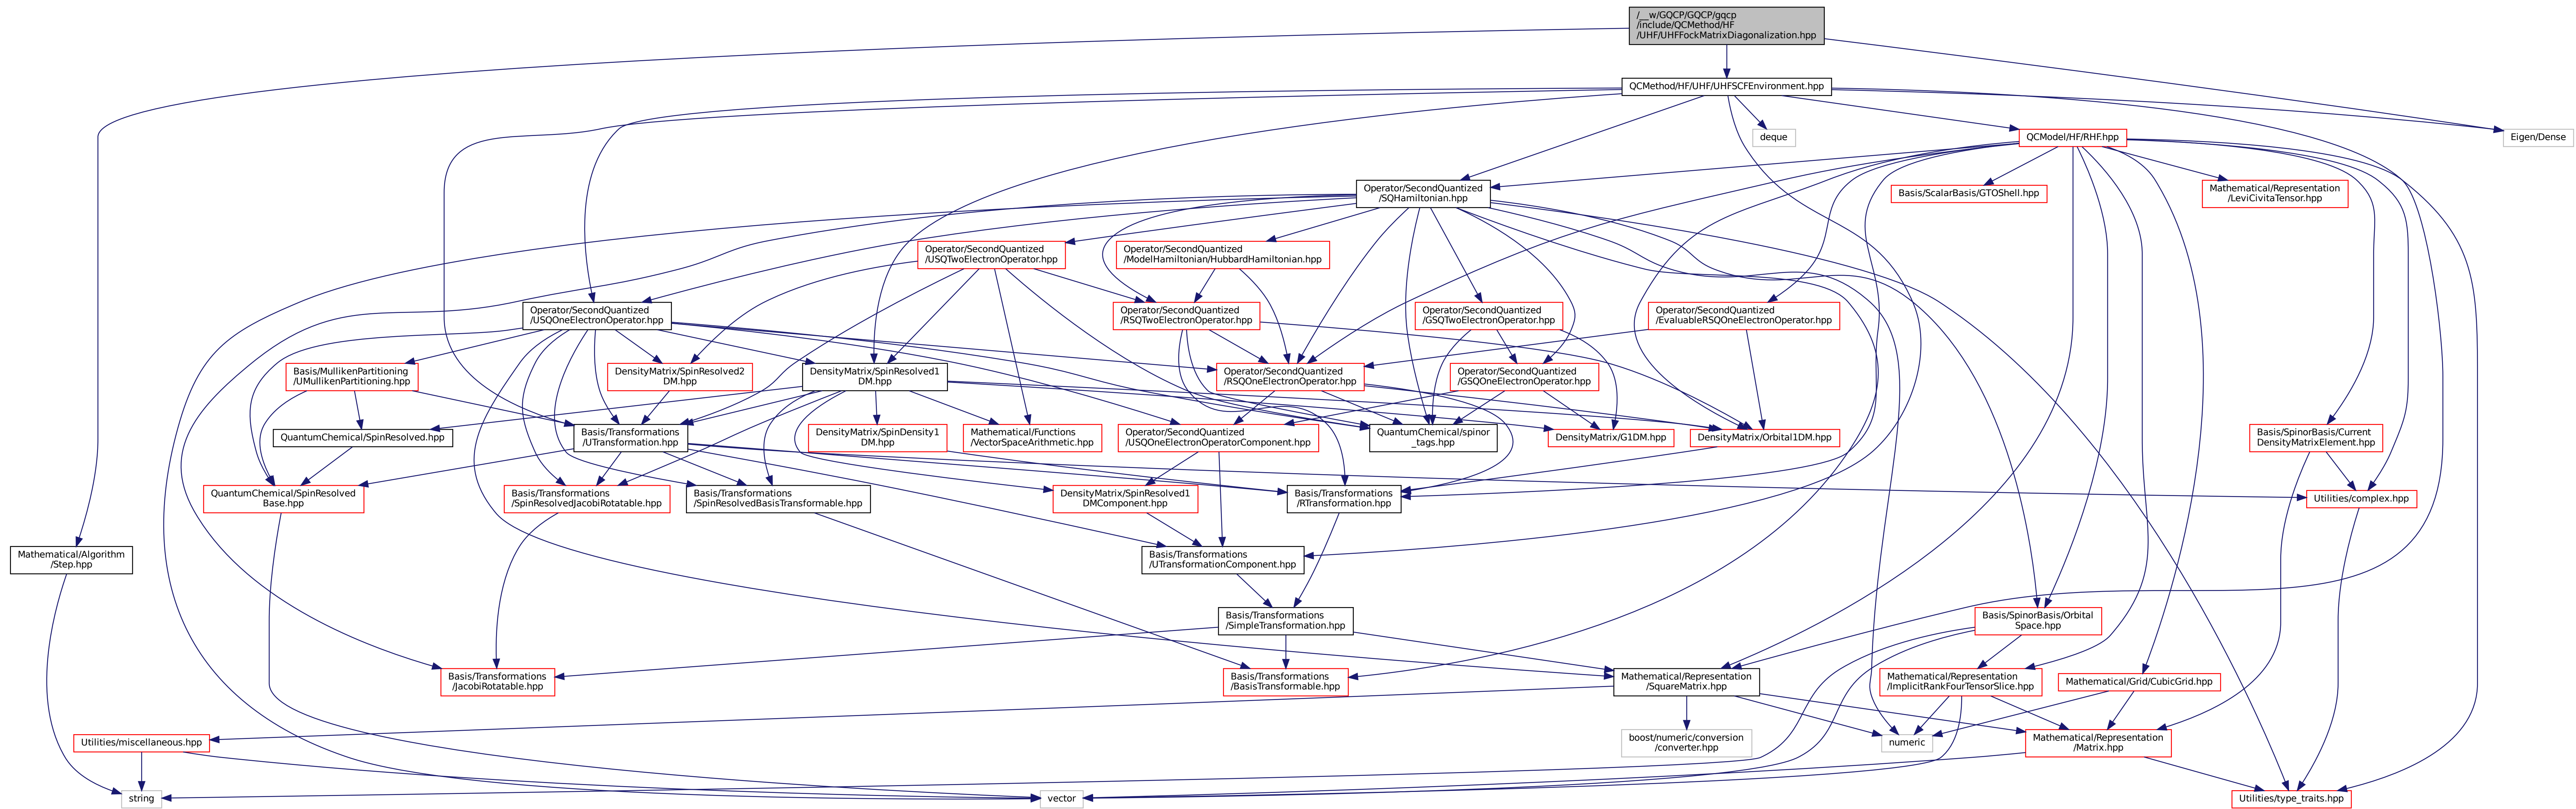 /__w/GQCP/GQCP/gqcp
/include/QCMethod/HF
/UHF/UHFFockMatrixDiagonalization.hpp
QCMethod/HF/UHF/UHFSCFEnvironment.hpp
deque
QCModel/HF/RHF.hpp
Eigen/Dense
Operator/SecondQuantized
/SQHamiltonian.hpp
Basis/ScalarBasis/GTOShell.hpp
Mathematical/Representation
/LeviCivitaTensor.hpp
Operator/SecondQuantized
/USQTwoElectronOperator.hpp
Operator/SecondQuantized
/ModelHamiltonian/HubbardHamiltonian.hpp
Operator/SecondQuantized
/USQOneElectronOperator.hpp
Operator/SecondQuantized
/RSQTwoElectronOperator.hpp
Operator/SecondQuantized
/GSQTwoElectronOperator.hpp
Operator/SecondQuantized
/EvaluableRSQOneElectronOperator.hpp
Basis/MullikenPartitioning
/UMullikenPartitioning.hpp
DensityMatrix/SpinResolved2
DM.hpp
DensityMatrix/SpinResolved1
DM.hpp
Operator/SecondQuantized
/RSQOneElectronOperator.hpp
Operator/SecondQuantized
/GSQOneElectronOperator.hpp
QuantumChemical/SpinResolved.hpp
Basis/Transformations
/UTransformation.hpp
DensityMatrix/SpinDensity1
DM.hpp
Mathematical/Functions
/VectorSpaceArithmetic.hpp
Operator/SecondQuantized
/USQOneElectronOperatorComponent.hpp
QuantumChemical/spinor
_tags.hpp
DensityMatrix/G1DM.hpp
DensityMatrix/Orbital1DM.hpp
Basis/SpinorBasis/Current
DensityMatrixElement.hpp
QuantumChemical/SpinResolved
Base.hpp
Basis/Transformations
/SpinResolvedJacobiRotatable.hpp
Basis/Transformations
/SpinResolvedBasisTransformable.hpp
DensityMatrix/SpinResolved1
DMComponent.hpp
Basis/Transformations
/RTransformation.hpp
Utilities/complex.hpp
Mathematical/Algorithm
/Step.hpp
Basis/Transformations
/UTransformationComponent.hpp
Basis/Transformations
/SimpleTransformation.hpp
Basis/SpinorBasis/Orbital
Space.hpp
Basis/Transformations
/JacobiRotatable.hpp
Basis/Transformations
/BasisTransformable.hpp
Mathematical/Representation
/SquareMatrix.hpp
Mathematical/Representation
/ImplicitRankFourTensorSlice.hpp
Mathematical/Grid/CubicGrid.hpp
Utilities/miscellaneous.hpp
boost/numeric/conversion
/converter.hpp
numeric
Mathematical/Representation
/Matrix.hpp
string
vector
Utilities/type_traits.hpp